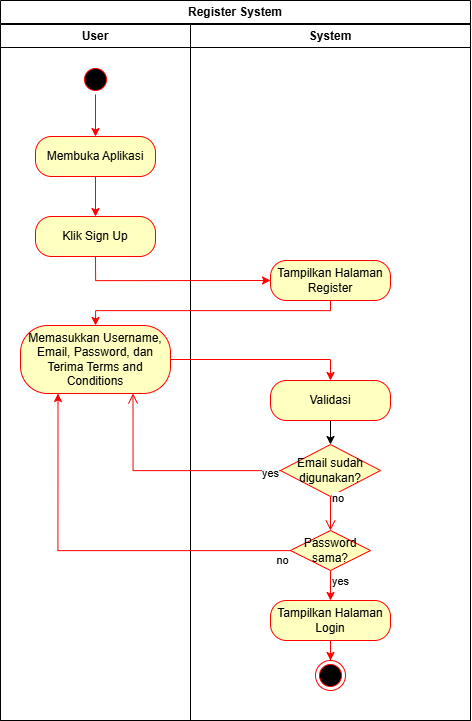 Register System
User
System
Membuka Aplikasi
Klik Sign Up
Tampilkan Halaman
Register
Memasukkan Username,
Email, Password, dan
Terima Terms and
Conditions
Validasi
Email sudah
digunakan?
yes
no
Password
sama?
no
yes
Tampilkan Halaman
Login